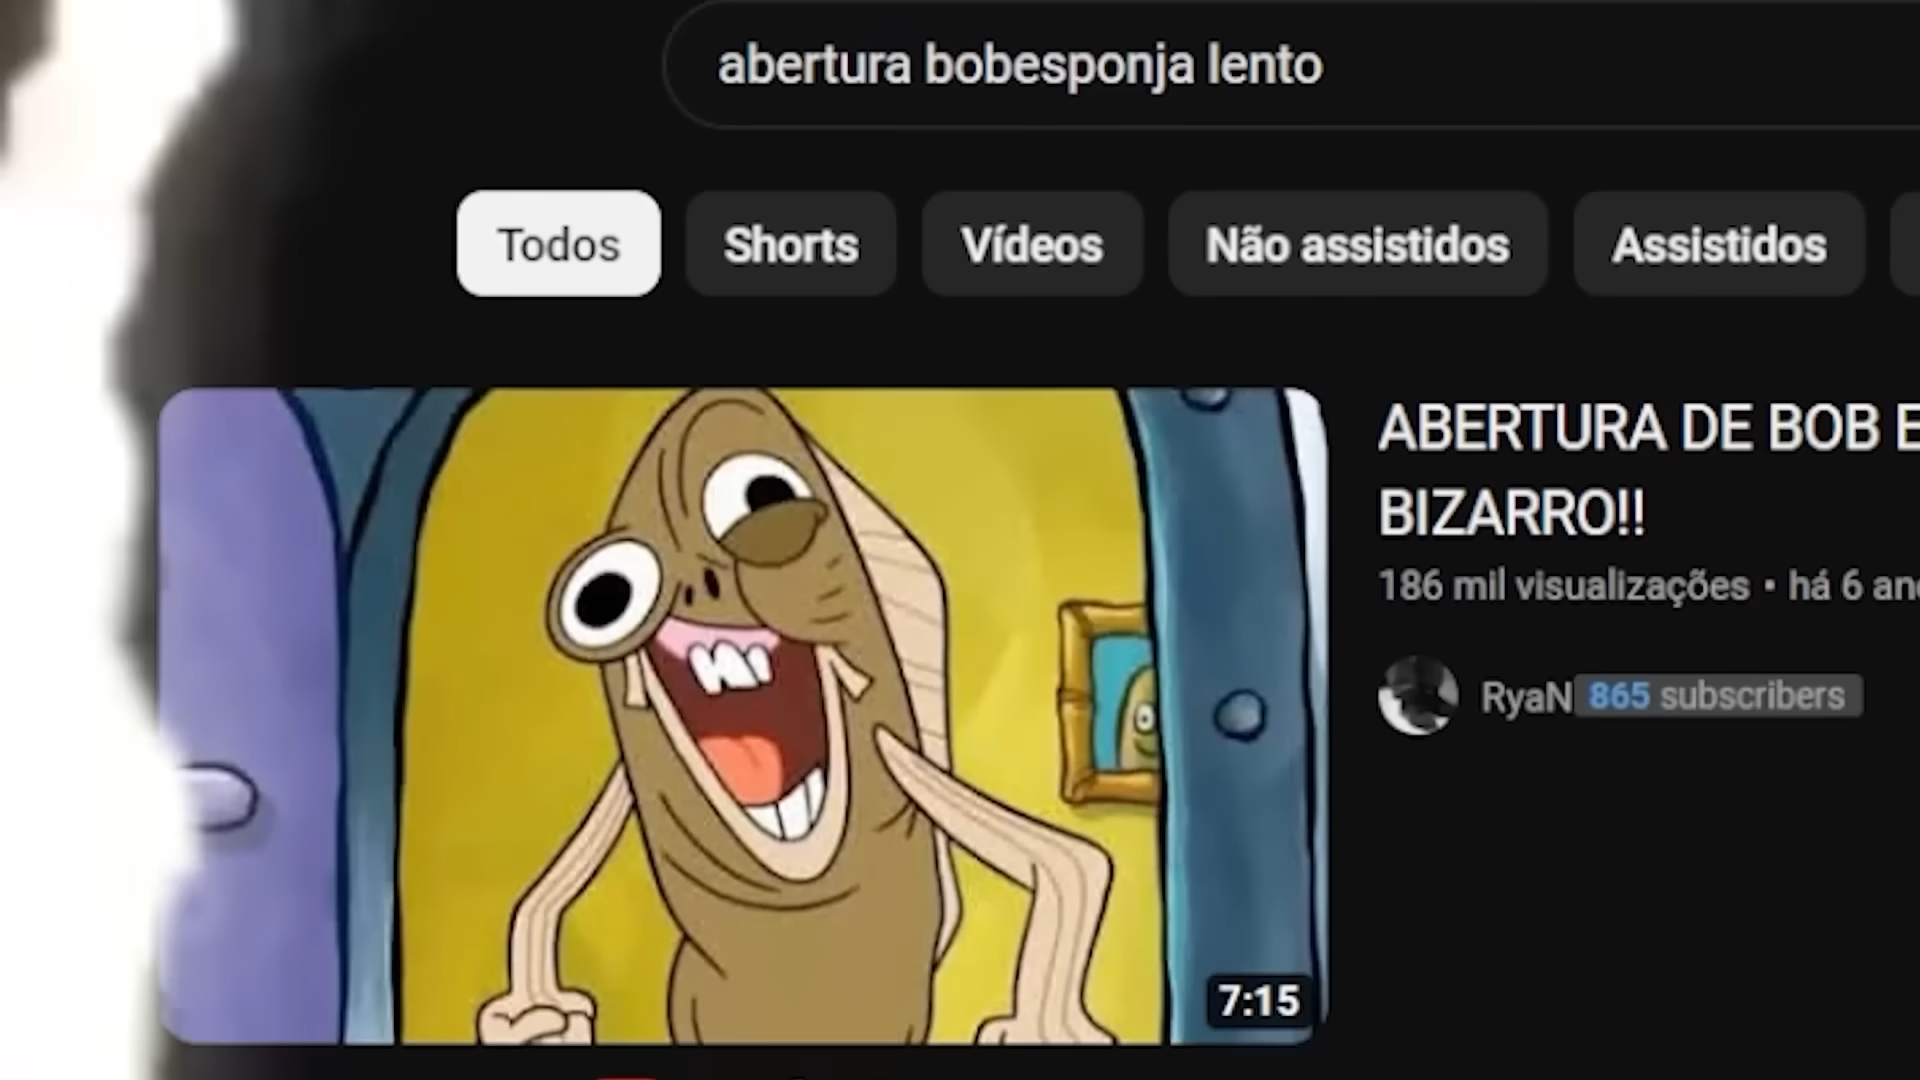 abertura bobesponja lento
Todos Shorts Vídeos Não assistidos Assistidos
ABERTURA DE BOB
BIZARRO!!
186 mil visualizações • há 6
RyaN 865 subscribers
7:15